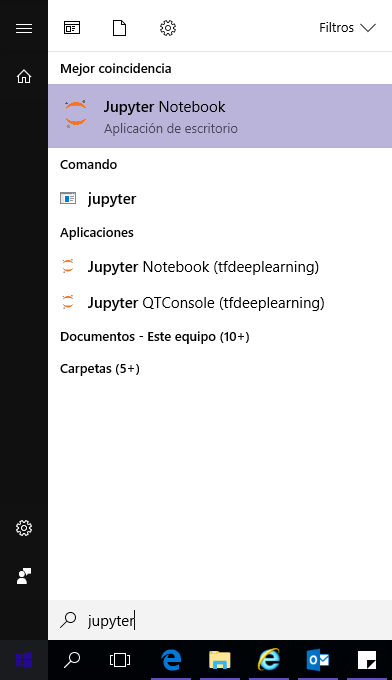 Filtros
Mejor coincidencia
Jupyter Notebook
Aplicación de escritorio
Comando
jupyter
Aplicaciones
Jupyter Notebook (tfdeeplearning)
Jupyter QTConsole (tfdeeplearning)
Documentos - Este equipo (10+)
Carpetas (5+)
jupyter